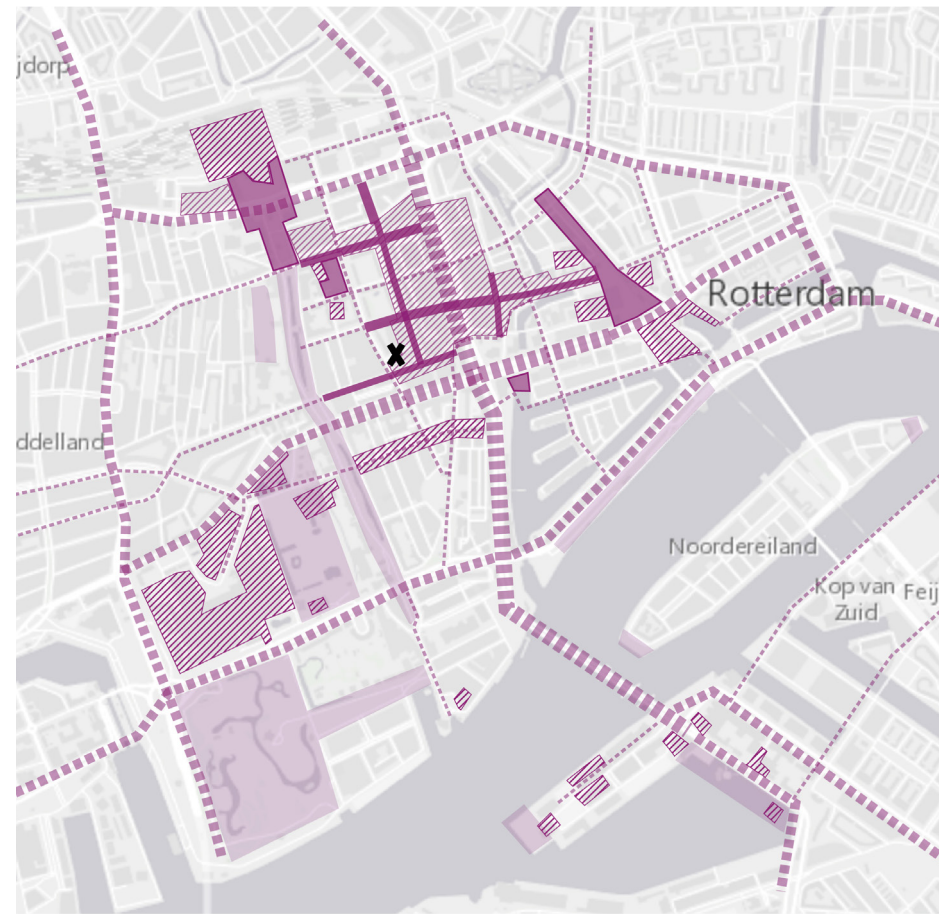 jdorp
Rotterdam
ddelland
Noordereiland
Kop van
Zuid
Feij